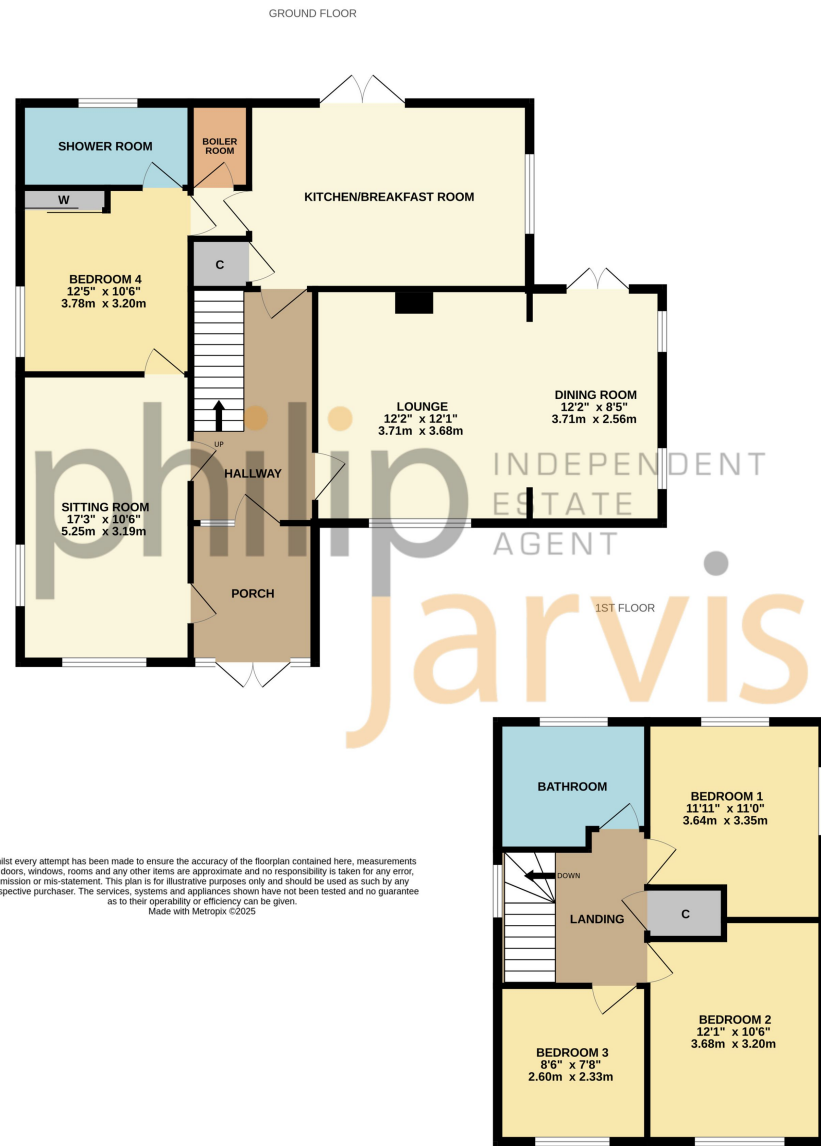 GROUND FLOOR
SHOWER ROOM
BOILER
ROOM
KITCHEN/BREAKFAST ROOM
W
BEDROOM 4
12'5" x 10'6"
3.78m x 3.20m
C
LOUNGE
12'2" x 12'1"
3.71m x 3.68m
DINING ROOM
12'2" x 8'5"
3.71m x 2.56m
UP
HALLWAY
SITTING ROOM
17'3" x 10'6"
5.25m x 3.19m
PORCH
philip
jarvis
INDEPENDENT
ESTATE
AGENT
1ST FLOOR
BATHROOM
BEDROOM 1
11'11" x 11'0"
3.64m x 3.35m
DOWN
LANDING
C
BEDROOM 2
12'1" x 10'6"
3.68m x 3.20m
BEDROOM 3
8'6" x 7'8"
2.60m x 2.33m
ilst every attempt has been made to ensure the accuracy of the floorplan contained here, measurements
doors, windows, rooms and any other items are approximate and no responsibility is taken for any error,
mission or mis-statement. This plan is for illustrative purposes only and should be used as such by any
spective purchaser. The services, systems and appliances shown have not been tested and no guarantee
as to their operability or efficiency can be given.
Made with Metropix ©2025